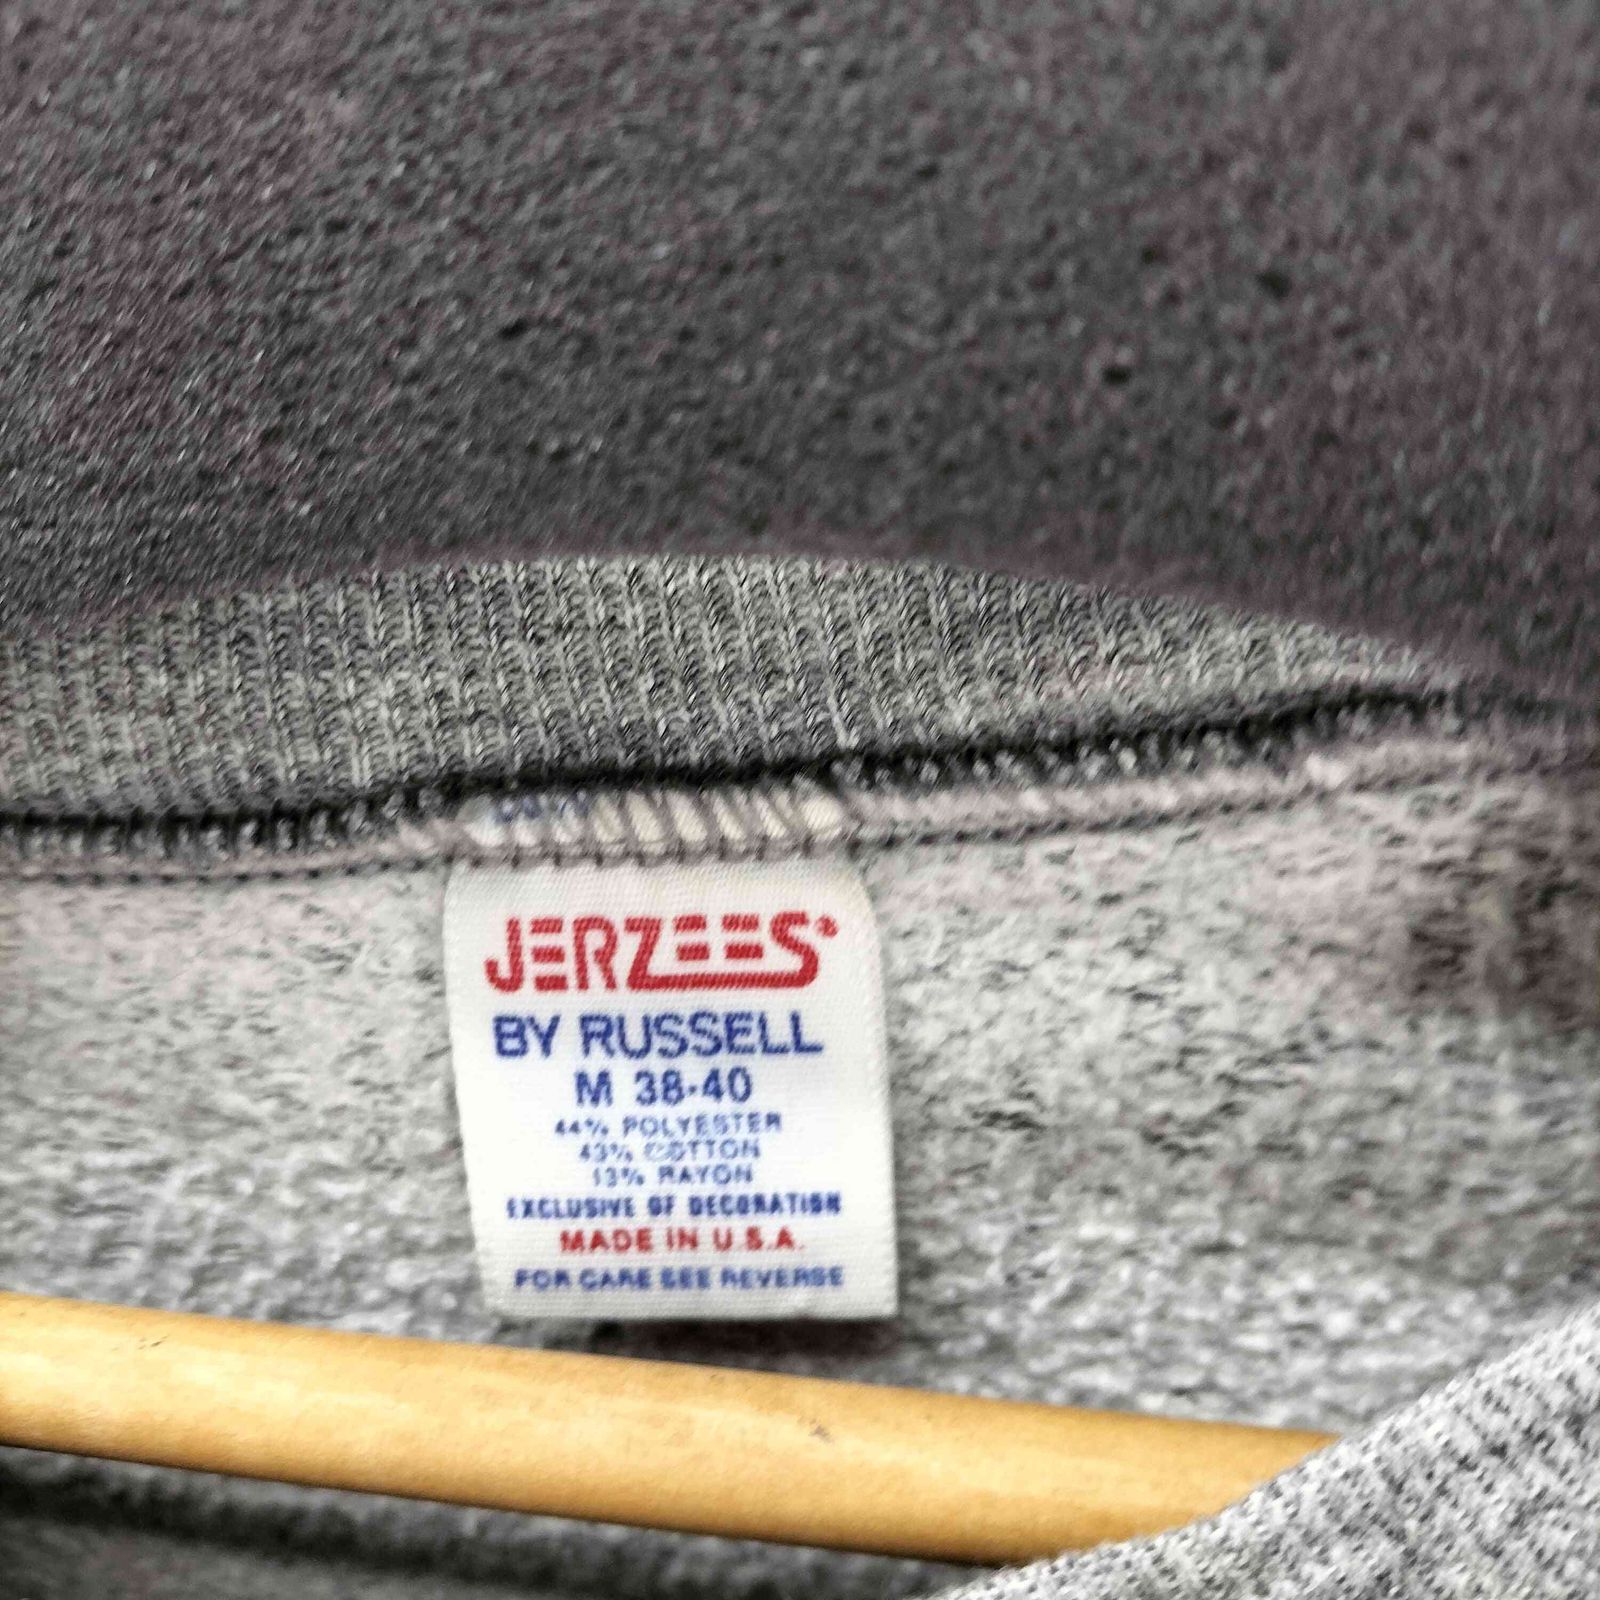 JERZEES®
BY RUSSELL
M 38-40
44% POLYESTER
43% COTTON
13% RAYON
EXCLUSIVE OF DECORATION
MADE IN U.S.A.
FOR CARE SEE REVERSE